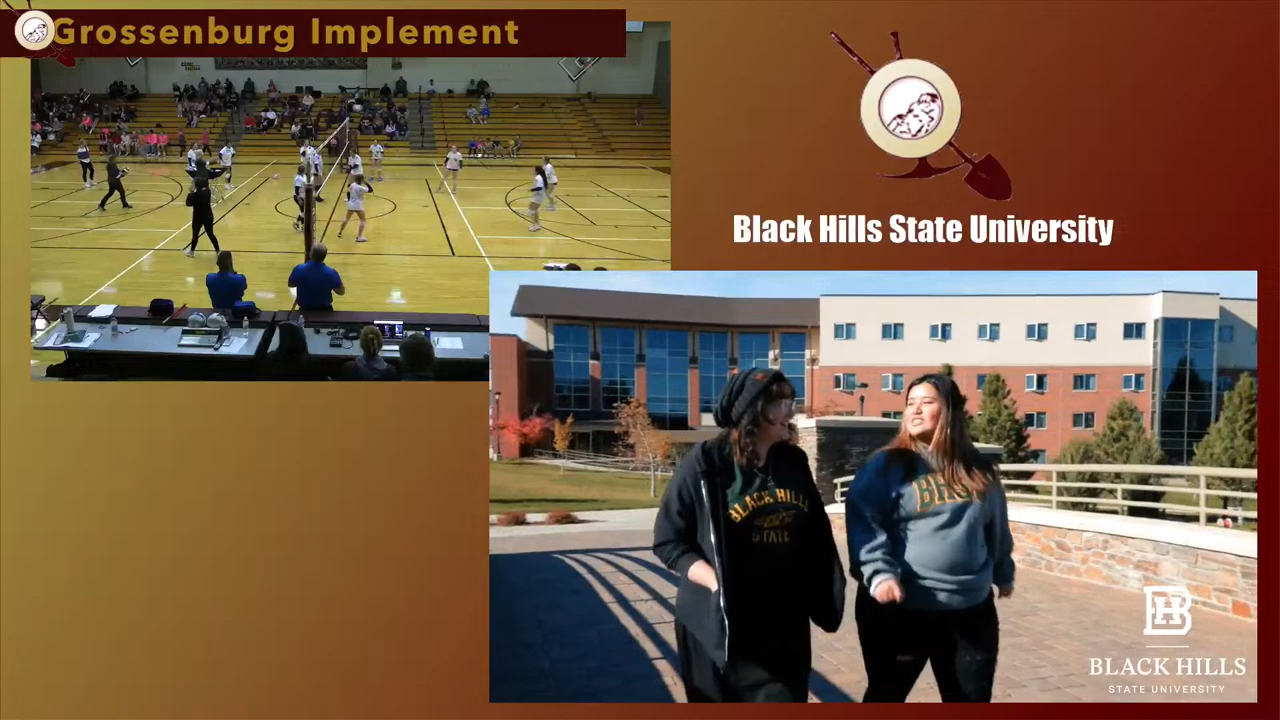 Grossenburg Implement
Black Hills State University
BLACK HILLS
STATE
BH
BLACK HILLS
STATE UNIVERSITY